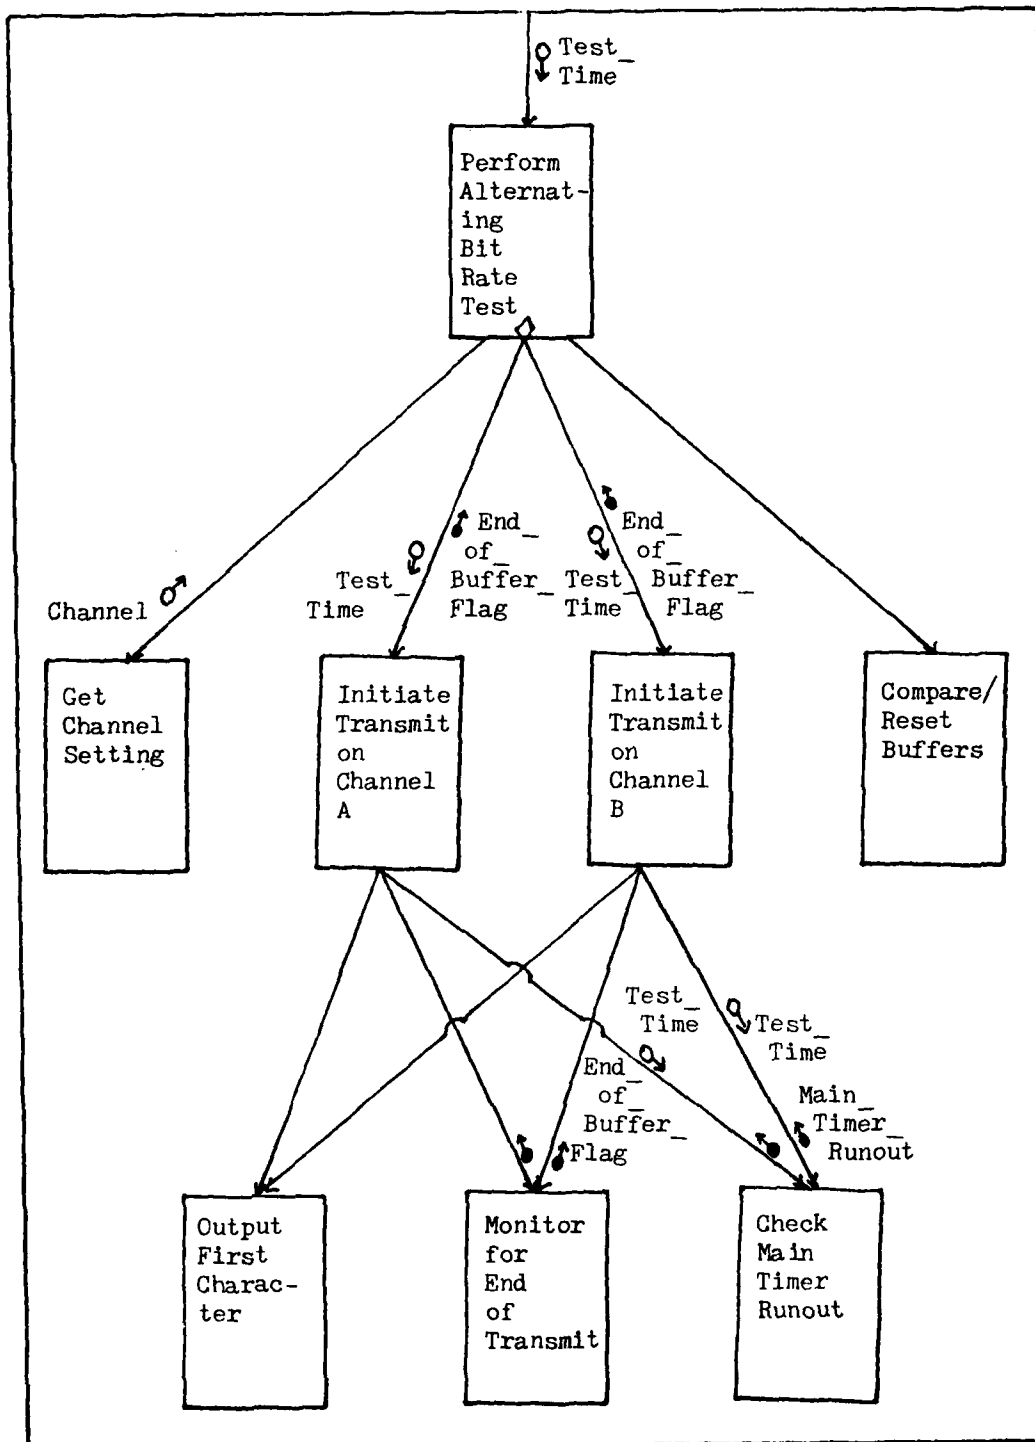 Test_
Time
Perform
Alternat-
ing
Bit
Rate
Test
Channel
Test_
Time
End_
of_
Buffer_
Flag
Test_
Time_
End_
of_
Buffer_
Flag
Get
Channel
Setting
Initiate
Transmit
on
Channel
A
Initiate
Transmit
on
Channel
B
Compare/
Reset
Buffers
Test_
Time
Test_
Time
End_
of_
Buffer_
Flag
Main_
Timer_
Runout
Output
First
Charac-
ter
Monitor
for
End
of
Transmit
Check
Main
Timer
Runout